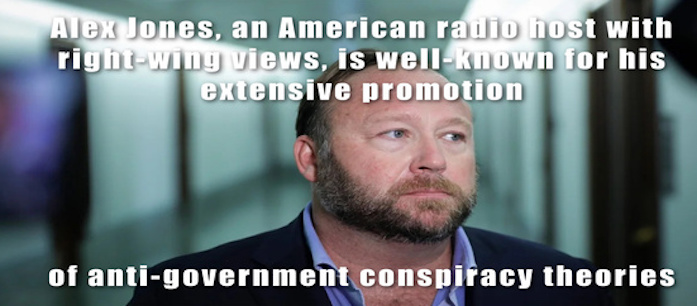 Alex Jones, an American radio host with
right-wing views, is well-known for his
extensive promotion
of anti-government conspiracy theories